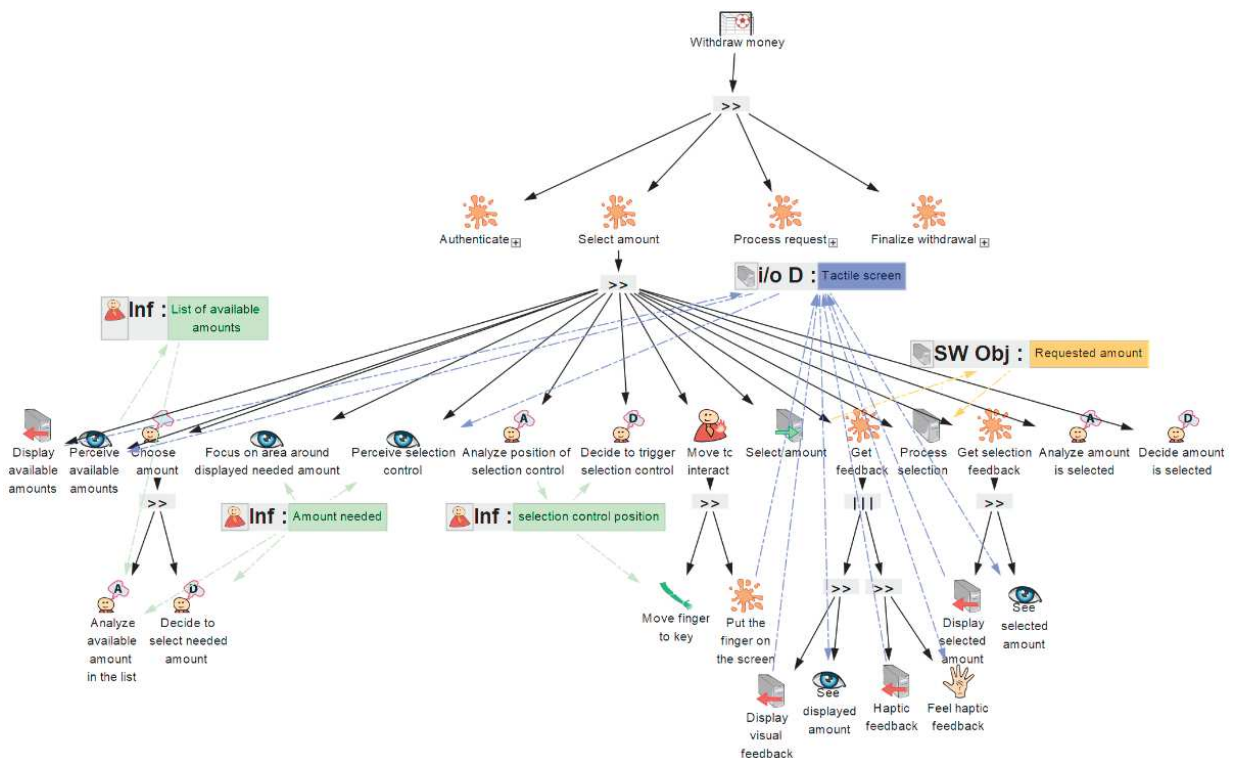 Withdraw money
>>
Authenticate
Select amount
Process request
Finalize withdrawal
>>
i/o D : Tactile screen
Inf : List of available
amounts
SW Obj : Requested amount
A
D
A
D
Display
available
amounts
Perceive
available
amounts
Choose
amount
Focus on area around
displayed needed amount
Perceive selection
control
Analyze position of
selection control
Decide to trigger
selection control
Move to
interact
Select amount
Get
feedback
Process
selection
Get selection
feedback
Analyze amount
is selected
Decide amount
is selected
>>
Inf : Amount needed
Inf : selection control position
>>
|||
>>
A
D
>>
>>
Analyze
available
amount
in the list
Decide to
select needed
amount
Move finger
to key
Put the
finger on
the screen
Display
selected
amount
See
selected
amount
Display
visual
feedback
See
displayed
amount
Haptic
feedback
Feel haptic
feedback